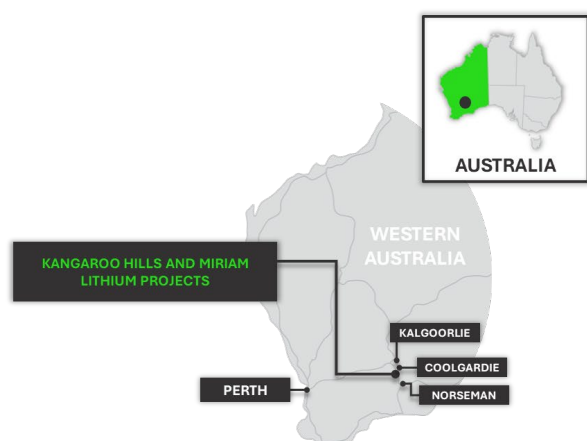 AUSTRALIA
WESTERN
AUSTRALIA
KANGAROO HILLS AND MIRIAM
LITHIUM PROJECTS
KALGOORLIE
COOLGARDIE
PERTH
NORSEMAN